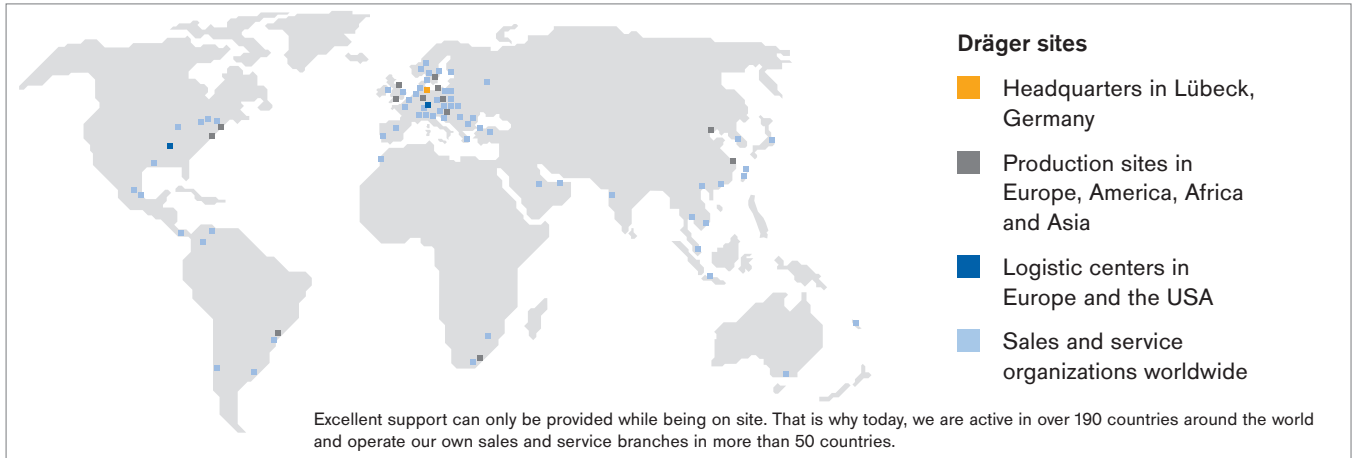 Dräger sites
Headquarters in Lübeck,
Germany
Production sites in
Europe, America, Africa
and Asia
Logistic centers in
Europe and the USA
Sales and service
organizations worldwide
Excellent support can only be provided while being on site. That is why today, we are active in over 190 countries around the world
and operate our own sales and service branches in more than 50 countries.